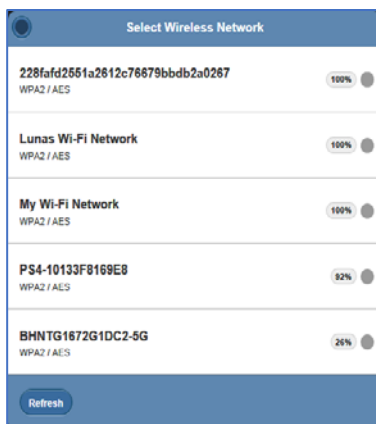 Select Wireless Network
228fafd2551a2612c76679bbdb2a0267
100%
WPA2 / AES
Lunas Wi-Fi Network
100%
WPA2 / AES
My Wi-Fi Network
100%
WPA2 / AES
PS4-10133F8169E8
92%
WPA2 / AES
BHNTG1672G1DC2-5G
26%
WPA2 / AES
Refresh